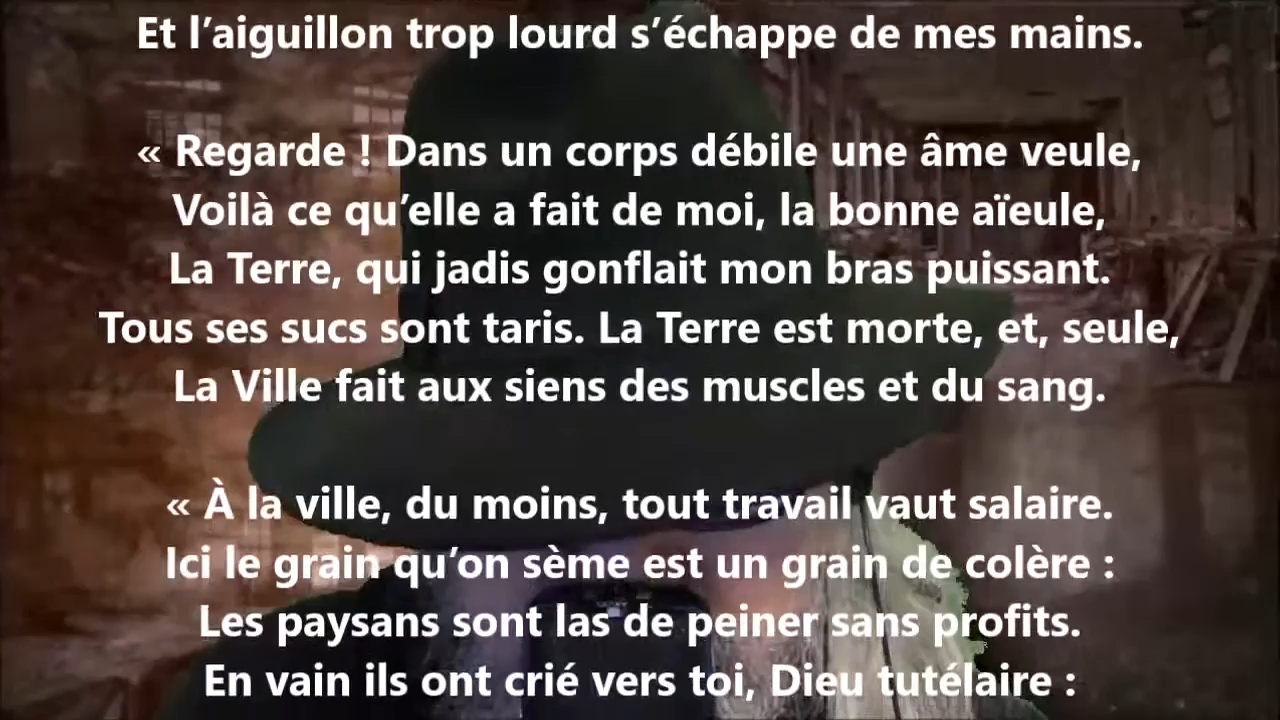 Et l’aiguillon trop lourd s’échappe de mes mains.
« Regarde ! Dans un corps débile une âme veule,
Voilà ce qu’elle a fait de moi, la bonne aïeule,
La Terre, qui jadis gonflait mon bras puissant.
Tous ses sucs sont taris. La Terre est morte, et, seule,
La Ville fait aux siens des muscles et du sang.
« À la ville, du moins, tout travail vaut salaire.
Ici le grain qu’on sème est un grain de colère :
Les paysans sont las de peiner sans profits.
En vain ils ont crié vers toi, Dieu tutélaire :